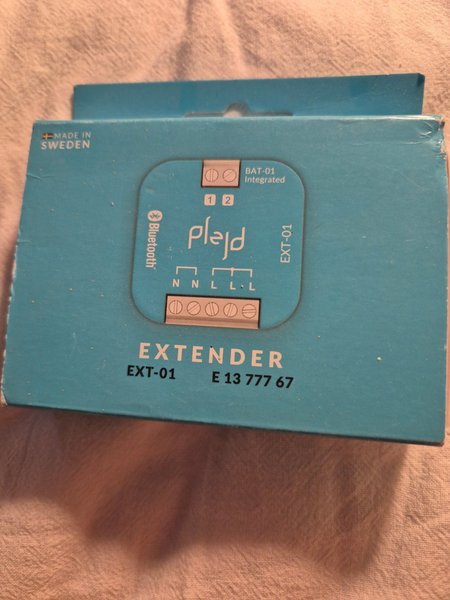 MADE IN
SWEDEN
BAT-01
Integrated
1 2
Bluetooth®
plejd
EXT-01
N N L L L
EXTENDER
EXT-01 E 13 777 67